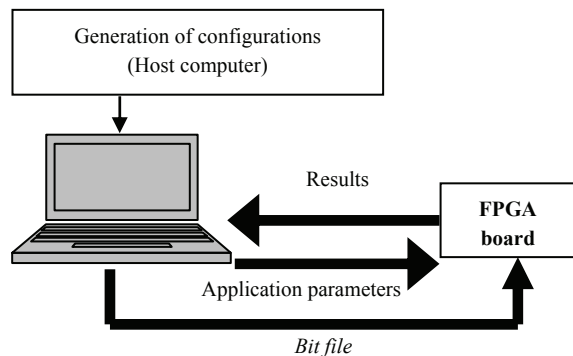 Generation of configurations
(Host computer)
Results
FPGA
board
Application parameters
Bit file